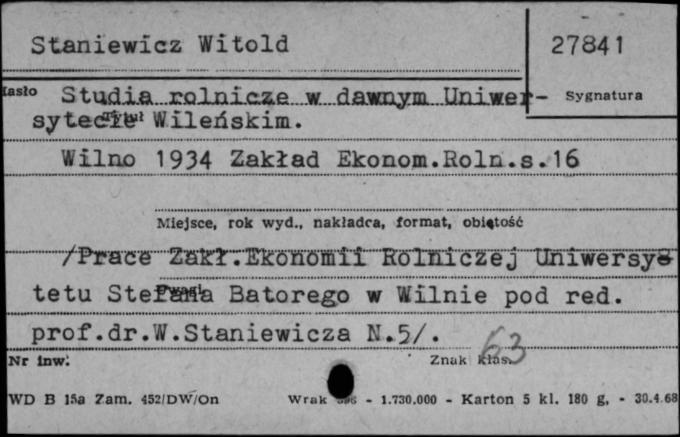 Staniewicz Witold
27841
Hasło Studia rolnicze w dawnym Uniwer-
Sygnatura
sytecie Wileńskim.
Tytuł
Wilno 1934 Zakład Ekonom.Roln.s.16
Miejsce, rok wyd., nakładca, format, objętość
/Prace Zakł.Ekonomii Rolniczej Uniwersy-
tetu Stefana Batorego w Wilnie pod red.
Uwagi
prof.dr.W.Staniewicza N.5/.
63
Nr inw.
Znak klas.
WD B 15a Zam. 452/DW/On
Wrak 396 - 1.730.000 - Karton 5 kl. 180 g, - 30.4.68